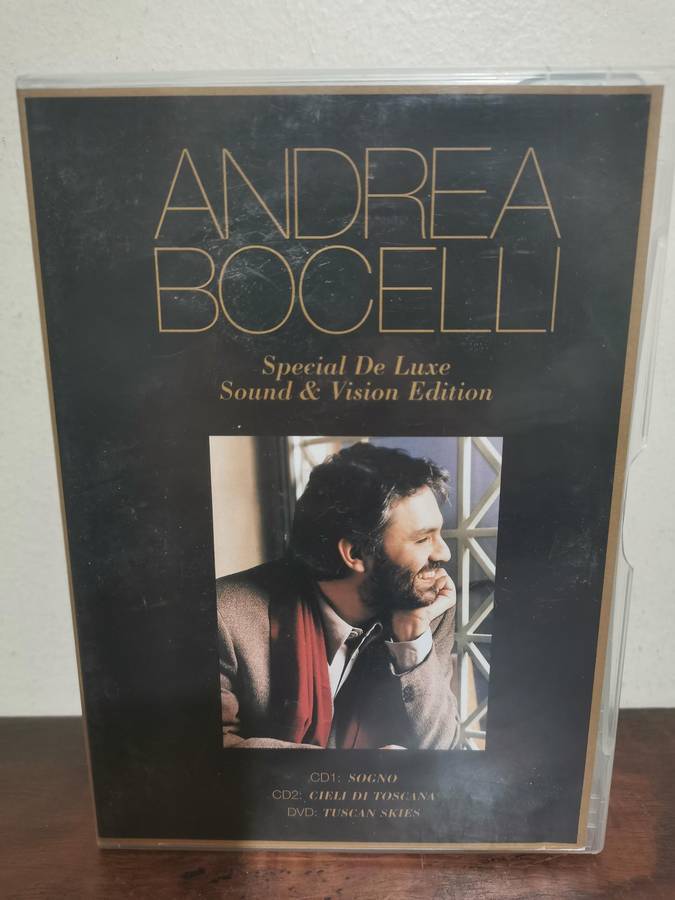 ANDREA
BOCELLI
Special De Luxe
Sound & Vision Edition
CD1: SOGNO
CD2: CIELI DI TOSCANA
DVD: TUSCAN SKIES